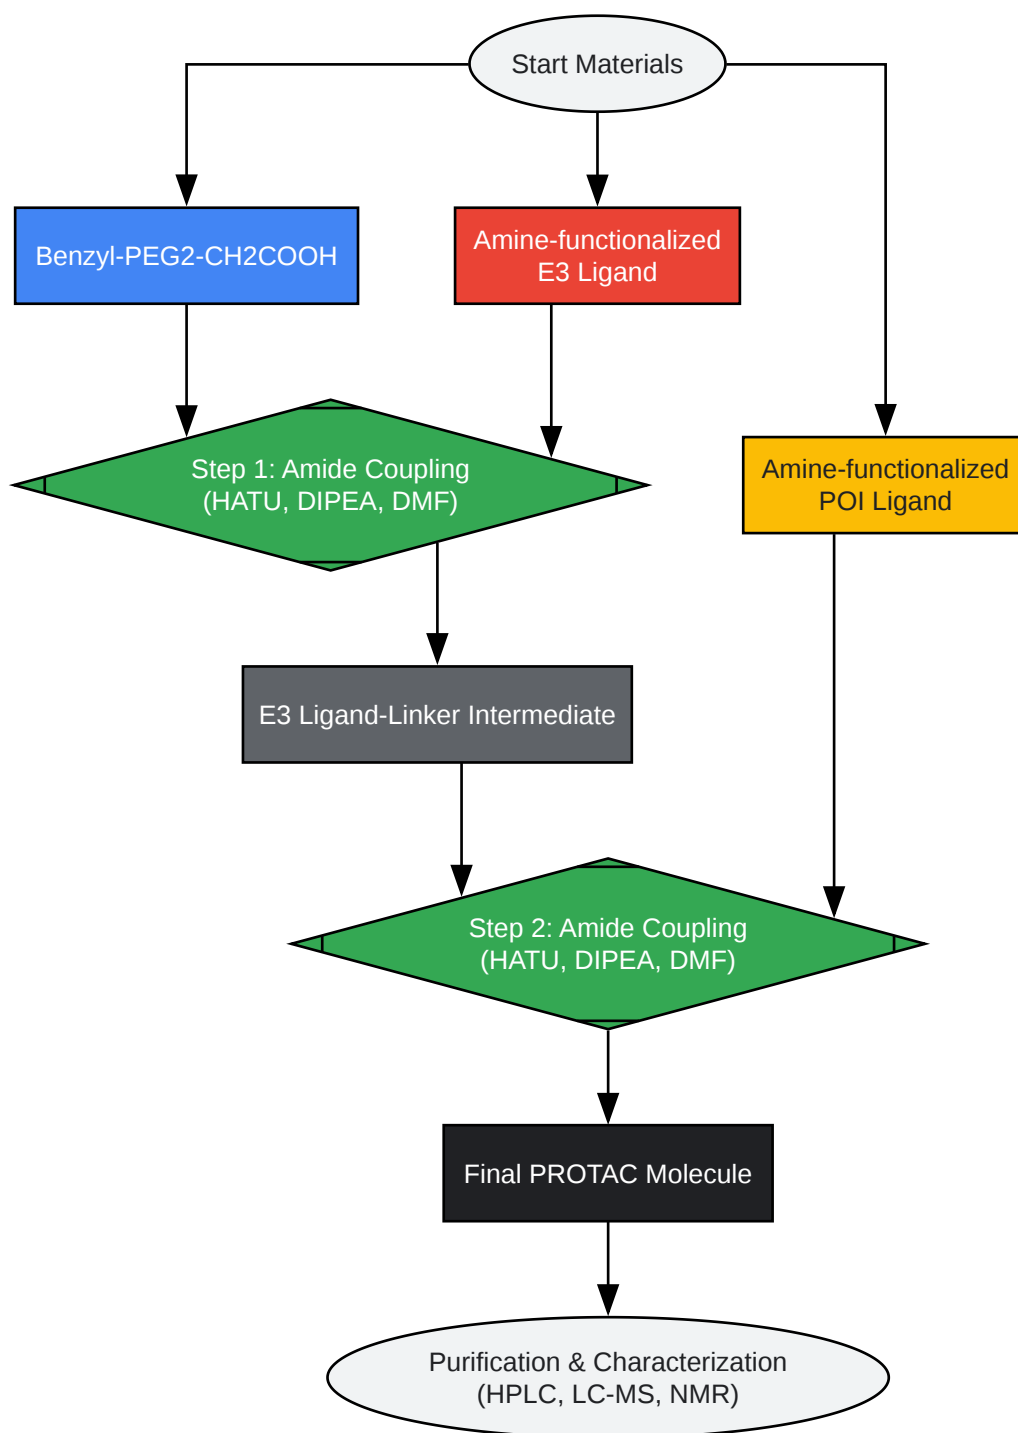 Start Materials
Benzyl-PEG2-CH2COOH
Amine-functionalized
E3 Ligand
Step 1: Amide Coupling
(HATU, DIPEA, DMF)
Amine-functionalized
POI Ligand
E3 Ligand-Linker Intermediate
Step 2: Amide Coupling
(HATU, DIPEA, DMF)
Final PROTAC Molecule
Purification & Characterization
(HPLC, LC-MS, NMR)